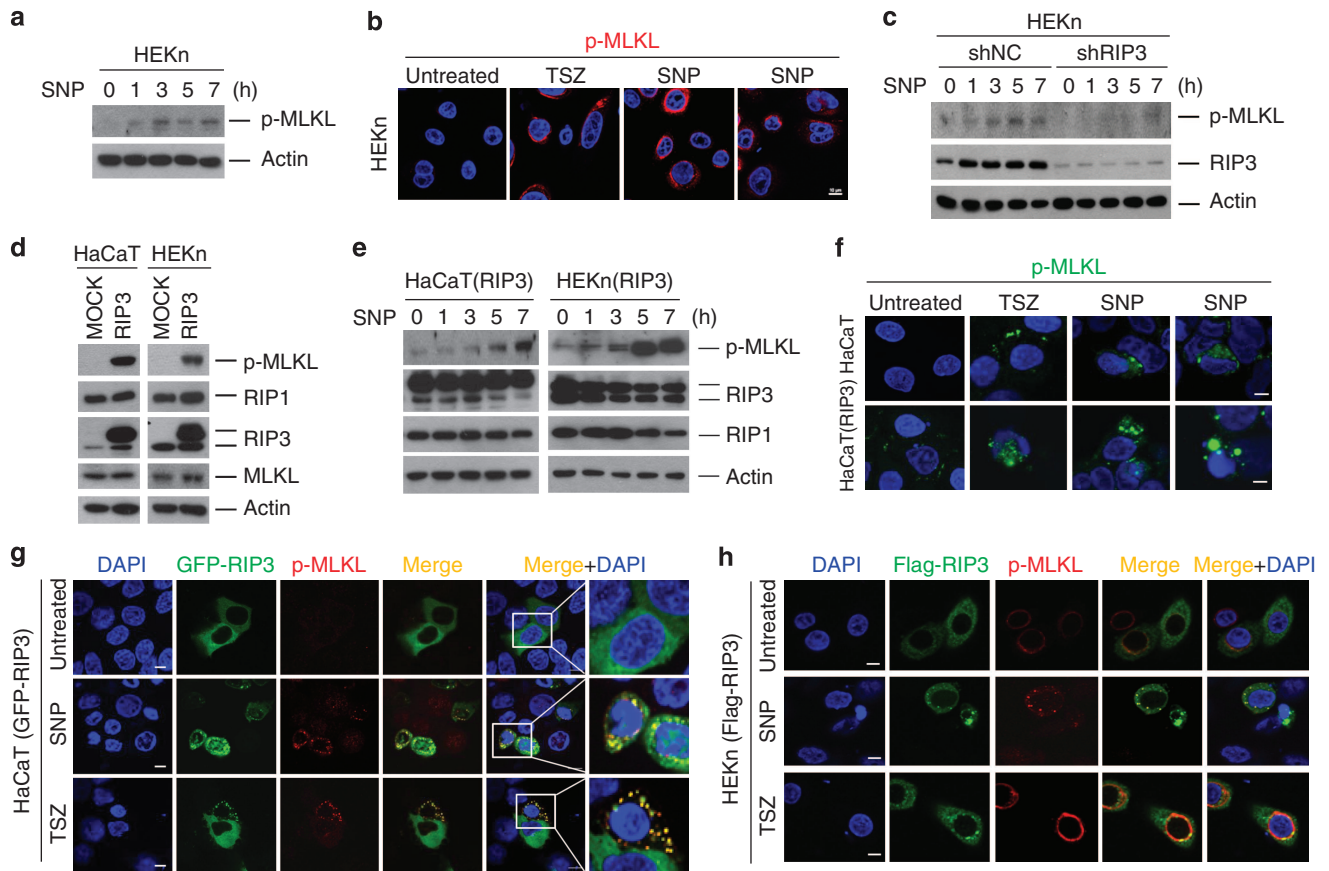 a
HEKn
SNP 0 1 3 5 7 (h)
p-MLKL
Actin
b
p-MLKL
Untreated TSZ SNP SNP
HEKn
10 µm
c
HEKn
shNC shRIP3
SNP 0 1 3 5 7 0 1 3 5 7 (h)
p-MLKL
RIP3
Actin
d
HaCaT HEKn
MOCK RIP3 MOCK RIP3
p-MLKL
RIP1
RIP3
MLKL
Actin
e
HaCaT(RIP3) HEKn(RIP3)
SNP 0 1 3 5 7 0 1 3 5 7 (h)
p-MLKL
RIP3
RIP1
Actin
f
p-MLKL
Untreated TSZ SNP SNP
HaCaT
HaCaT(RIP3)
g
DAPI GFP-RIP3 p-MLKL Merge Merge+DAPI
HaCaT (GFP-RIP3)
Untreated
SNP
TSZ
h
DAPI Flag-RIP3 p-MLKL Merge Merge+DAPI
HEKn (Flag-RIP3)
Untreated
SNP
TSZ